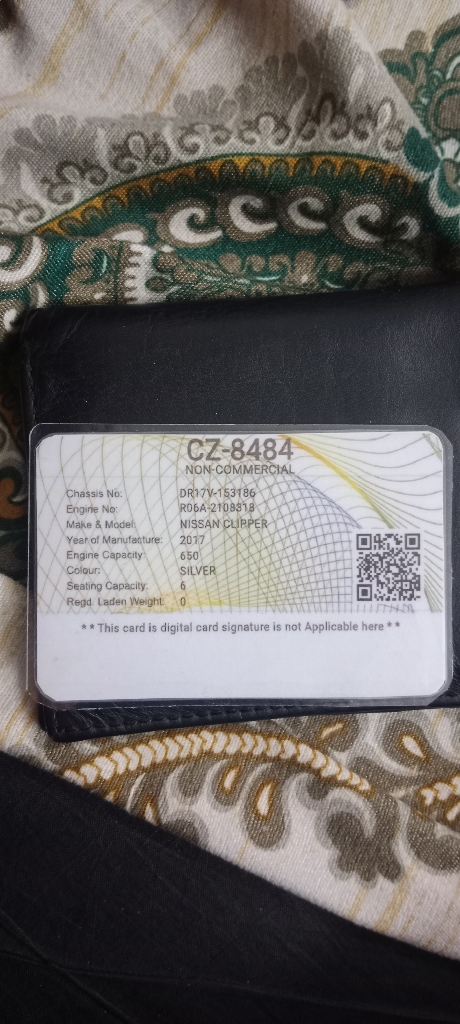 CZ-8484
NON-COMMERCIAL
Chassis No: DR17V-153186
Engine No: R06A-2108318
Make & Model: NISSAN CLIPPER
Year of Manufacture: 2017
Engine Capacity: 650
Colour: SILVER
Seating Capacity: 6
Regd. Laden Weight: 0
** This card is digital card signature is not Applicable here **